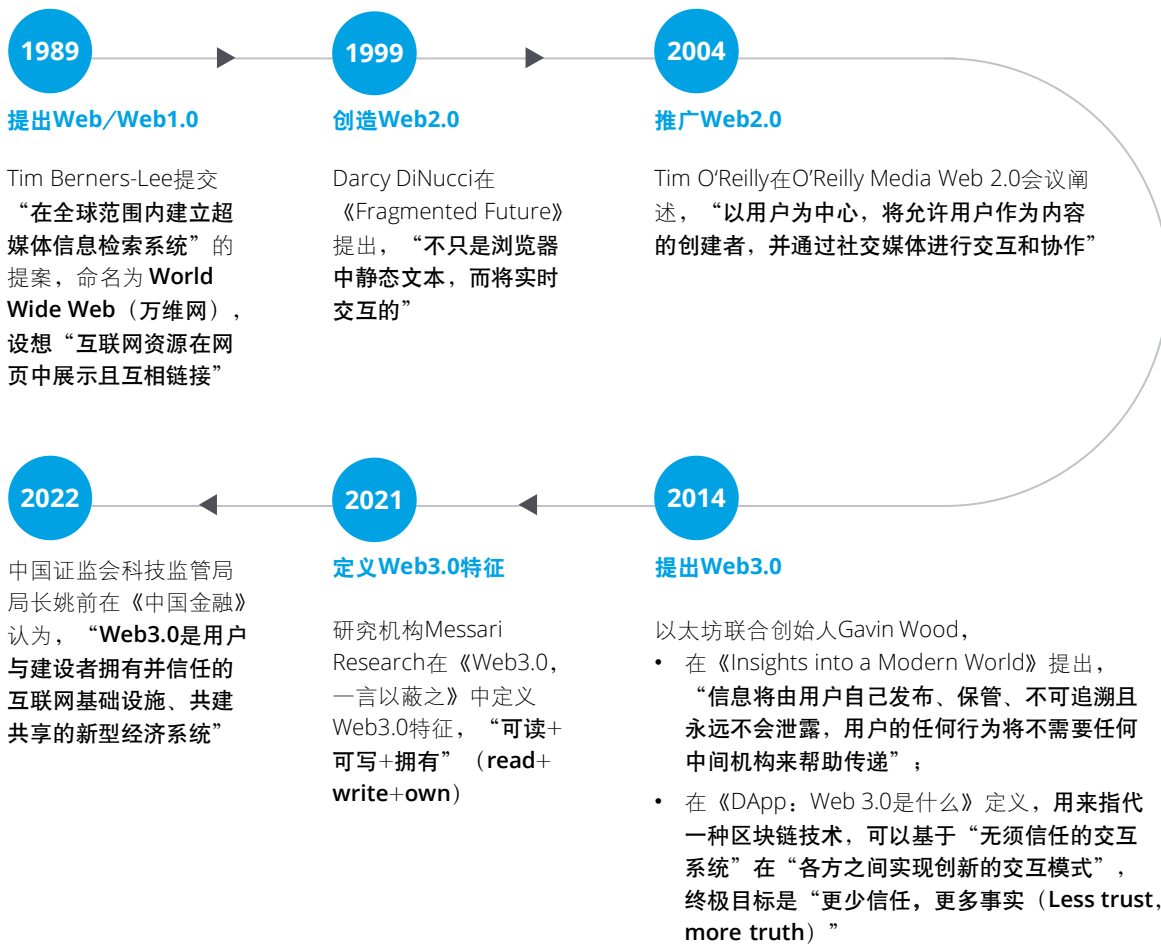 1989
提出Web/Web1.0
Tim Berners-Lee提交
“在全球范围内建立超
媒体信息检索系统”的
提案，命名为 World
Wide Web（万维网），
设想“互联网资源在网
页中展示且互相链接”
1999
创造Web2.0
Darcy DiNucci在
《Fragmented Future》
提出，“不只是浏览器
中静态文本，而将实时
交互的”
2004
推广Web2.0
Tim O'Reilly在O'Reilly Media Web 2.0会议阐
述，“以用户为中心，将允许用户作为内容
的创建者，并通过社交媒体进行交互和协作”
2014
提出Web3.0
以太坊联合创始人Gavin Wood，
• 在《Insights into a Modern World》提出，
“信息将由用户自己发布、保管、不可追溯且
永远不会泄露，用户的任何行为将不需要任何
中间机构来帮助传递”；
• 在《DApp：Web 3.0是什么》定义，用来指代
一种区块链技术，可以基于“无须信任的交互
系统”在“各方之间实现创新的交互模式”，
终极目标是“更少信任，更多事实（Less trust，
more truth）”
2021
定义Web3.0特征
研究机构Messari
Research在《Web3.0，
一言以蔽之》中定义
Web3.0特征，“可读+
可写+拥有”（read+
write+own）
2022
中国证监会科技监管局
局长姚前在《中国金融》
认为，“Web3.0是用户
与建设者拥有并信任的
互联网基础设施、共建
共享的新型经济系统”